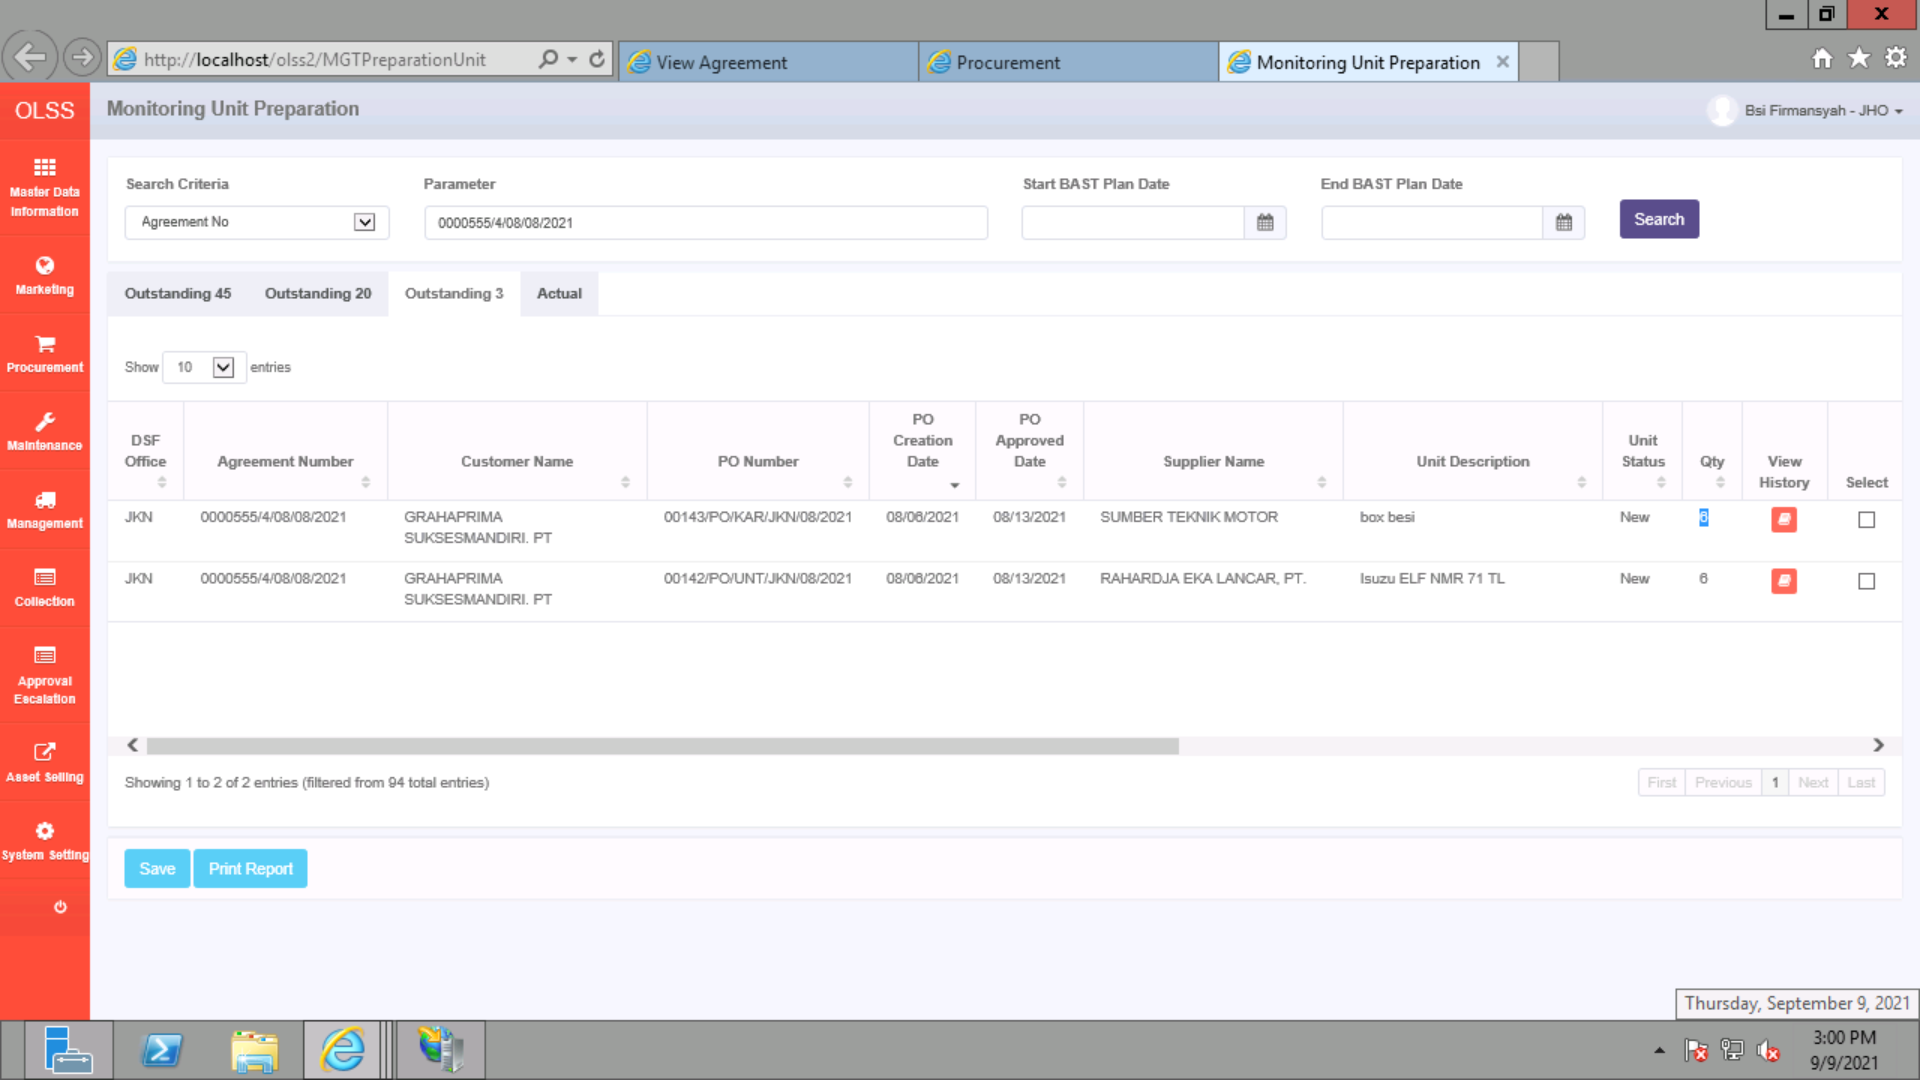 http://localhost/olss2/MGTPreparationUnit
View Agreement
Procurement
Monitoring Unit Preparation
OLSS
Monitoring Unit Preparation
Bsi Firmansyah - JHO
Master Data Information
Marketing
Procurement
Maintenance
Management
Collection
Approval Escalation
Asset Selling
System Setting
Search Criteria
Parameter
Start BAST Plan Date
End BAST Plan Date
Agreement No
0000555/4/08/08/2021
Search
Outstanding 45
Outstanding 20
Outstanding 3
Actual
Show 10 entries
DSF Office
Agreement Number
Customer Name
PO Number
PO Creation Date
PO Approved Date
Supplier Name
Unit Description
Unit Status
Qty
View History
Select
JKN 0000555/4/08/08/2021 GRAHAPRIMA SUKSESMANDIRI. PT 00143/PO/KAR/JKN/08/2021 08/06/2021 08/13/2021 SUMBER TEKNIK MOTOR box besi New 6
JKN 0000555/4/08/08/2021 GRAHAPRIMA SUKSESMANDIRI. PT 00142/PO/UNT/JKN/08/2021 08/06/2021 08/13/2021 RAHARDJA EKA LANCAR, PT. Isuzu ELF NMR 71 TL New 6
Showing 1 to 2 of 2 entries (filtered from 94 total entries)
First Previous 1 Next Last
Save
Print Report
Thursday, September 9, 2021
3:00 PM
9/9/2021